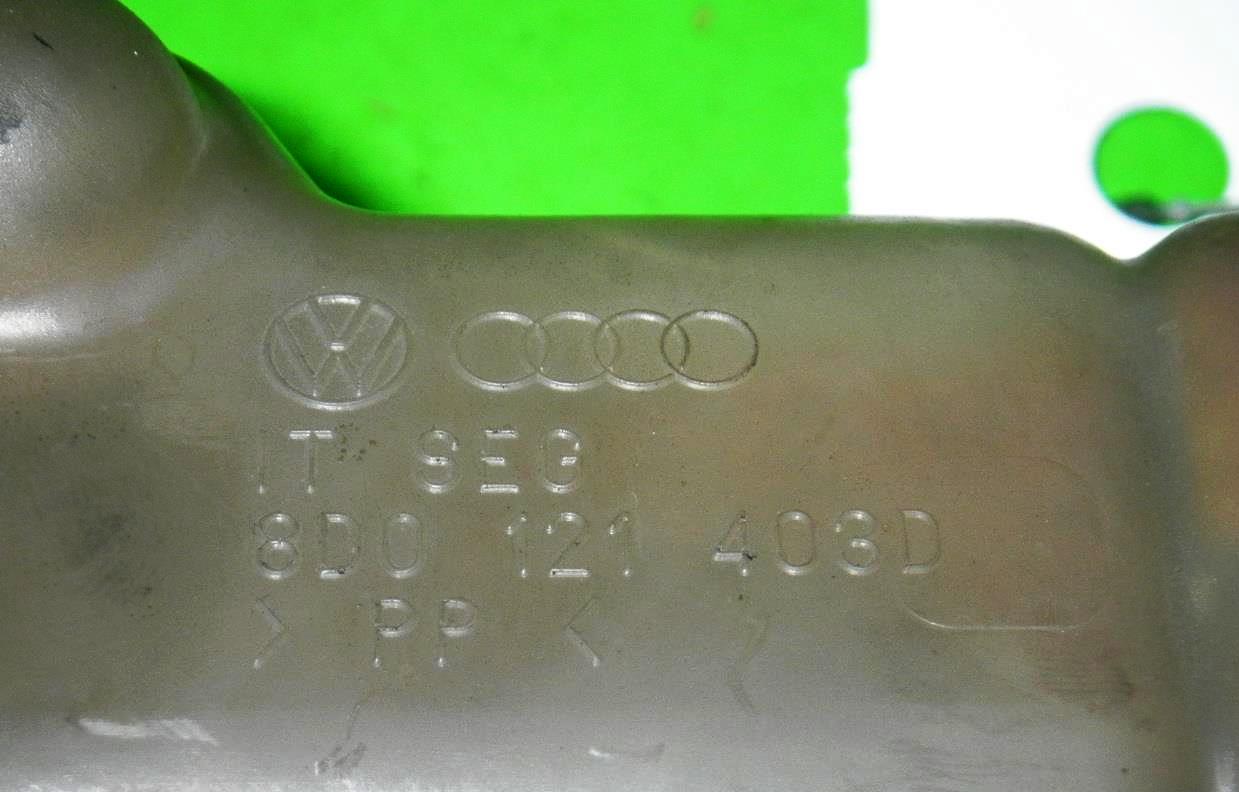 IT SEG
8D0 121 403D
> PP <